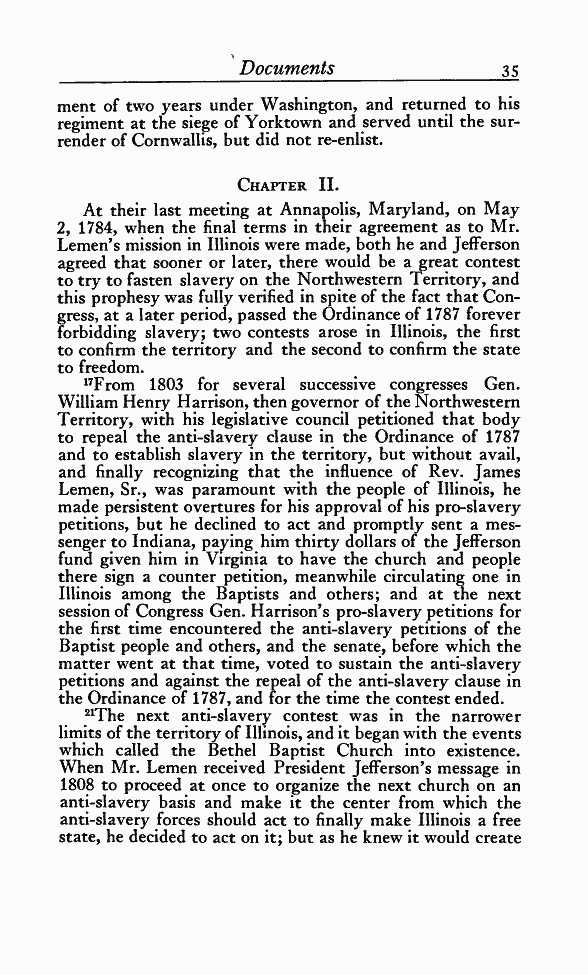 Documents 35
ment of two years under Washington, and returned to his
regiment at the siege of Yorktown and served until the sur-
render of Cornwallis, but did not re-enlist.
Chapter II.
At their last meeting at Annapolis, Maryland, on May
2, 1784, when the final terms in their agreement as to Mr.
Lemen's mission in Illinois were made, both he and Jefferson
agreed that sooner or later, there would be a great contest
to try to fasten slavery on the Northwestern Territory, and
this prophesy was fully verified in spite of the fact that Con-
gress, at a later period, passed the Ordinance of 1787 forever
forbidding slavery; two contests arose in Illinois, the first
to confirm the territory and the second to confirm the state
to freedom.
¹⁷From 1803 for several successive congresses Gen.
William Henry Harrison, then governor of the Northwestern
Territory, with his legislative council petitioned that body
to repeal the anti-slavery clause in the Ordinance of 1787
and to establish slavery in the territory, but without avail,
and finally recognizing that the influence of Rev. James
Lemen, Sr., was paramount with the people of Illinois, he
made persistent overtures for his approval of his pro-slavery
petitions, but he declined to act and promptly sent a mes-
senger to Indiana, paying him thirty dollars of the Jefferson
fund given him in Virginia to have the church and people
there sign a counter petition, meanwhile circulating one in
Illinois among the Baptists and others; and at the next
session of Congress Gen. Harrison's pro-slavery petitions for
the first time encountered the anti-slavery petitions of the
Baptist people and others, and the senate, before which the
matter went at that time, voted to sustain the anti-slavery
petitions and against the repeal of the anti-slavery clause in
the Ordinance of 1787, and for the time the contest ended.
²¹The next anti-slavery contest was in the narrower
limits of the territory of Illinois, and it began with the events
which called the Bethel Baptist Church into existence.
When Mr. Lemen received President Jefferson's message in
1808 to proceed at once to organize the next church on an
anti-slavery basis and make it the center from which the
anti-slavery forces should act to finally make Illinois a free
state, he decided to act on it; but as he knew it would create